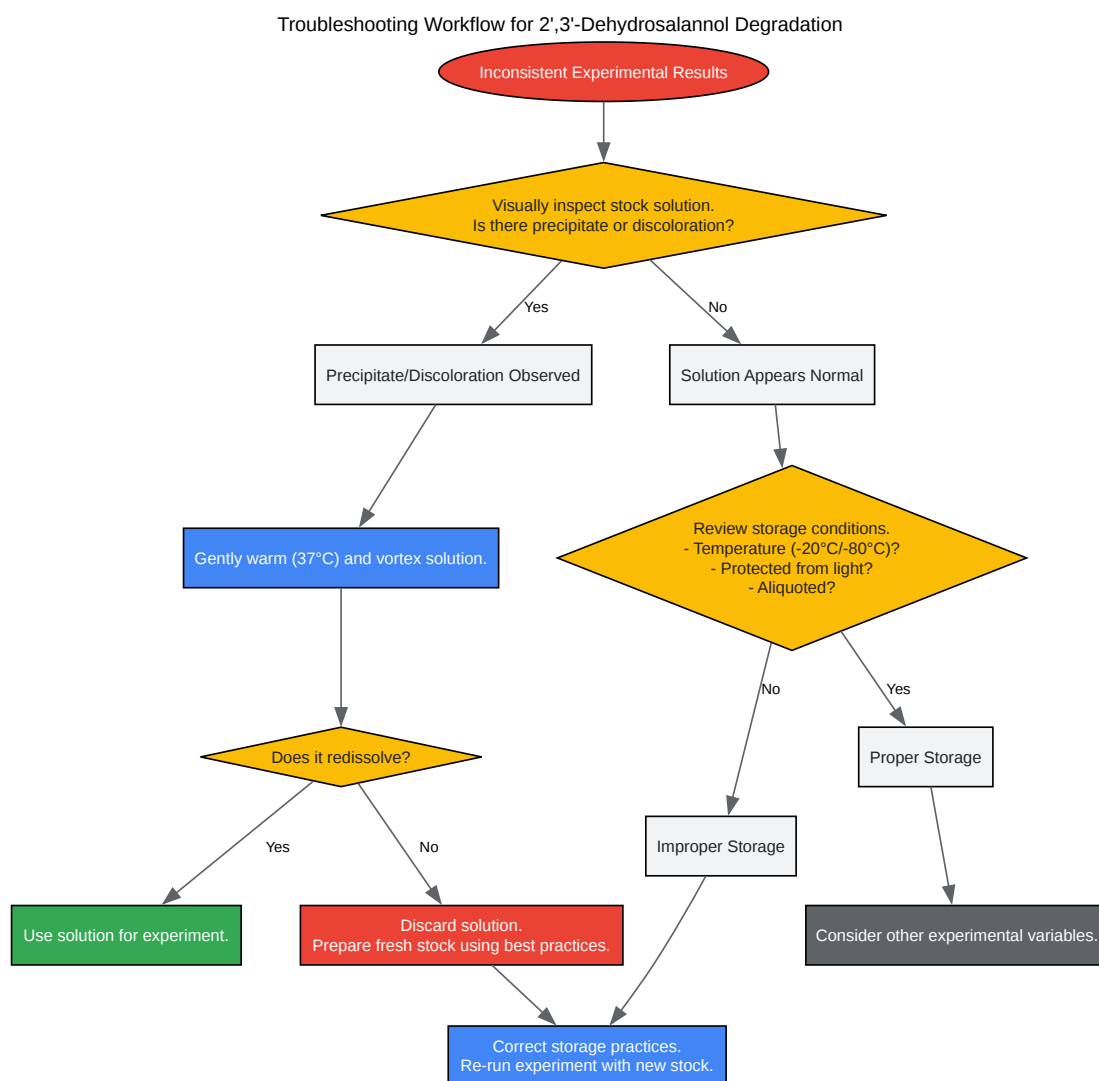 Troubleshooting Workflow for 2',3'-Dehydrosalannol Degradation
Inconsistent Experimental Results
Visually inspect stock solution.
Is there precipitate or discoloration?
Yes
No
Precipitate/Discoloration Observed
Solution Appears Normal
Gently warm (37°C) and vortex solution.
Review storage conditions.
- Temperature (-20°C/-80°C)?
- Protected from light?
- Aliquoted?
No
Yes
Does it redissolve?
Proper Storage
Yes
No
Improper Storage
Use solution for experiment.
Discard solution.
Prepare fresh stock using best practices.
Consider other experimental variables.
Correct storage practices.
Re-run experiment with new stock.